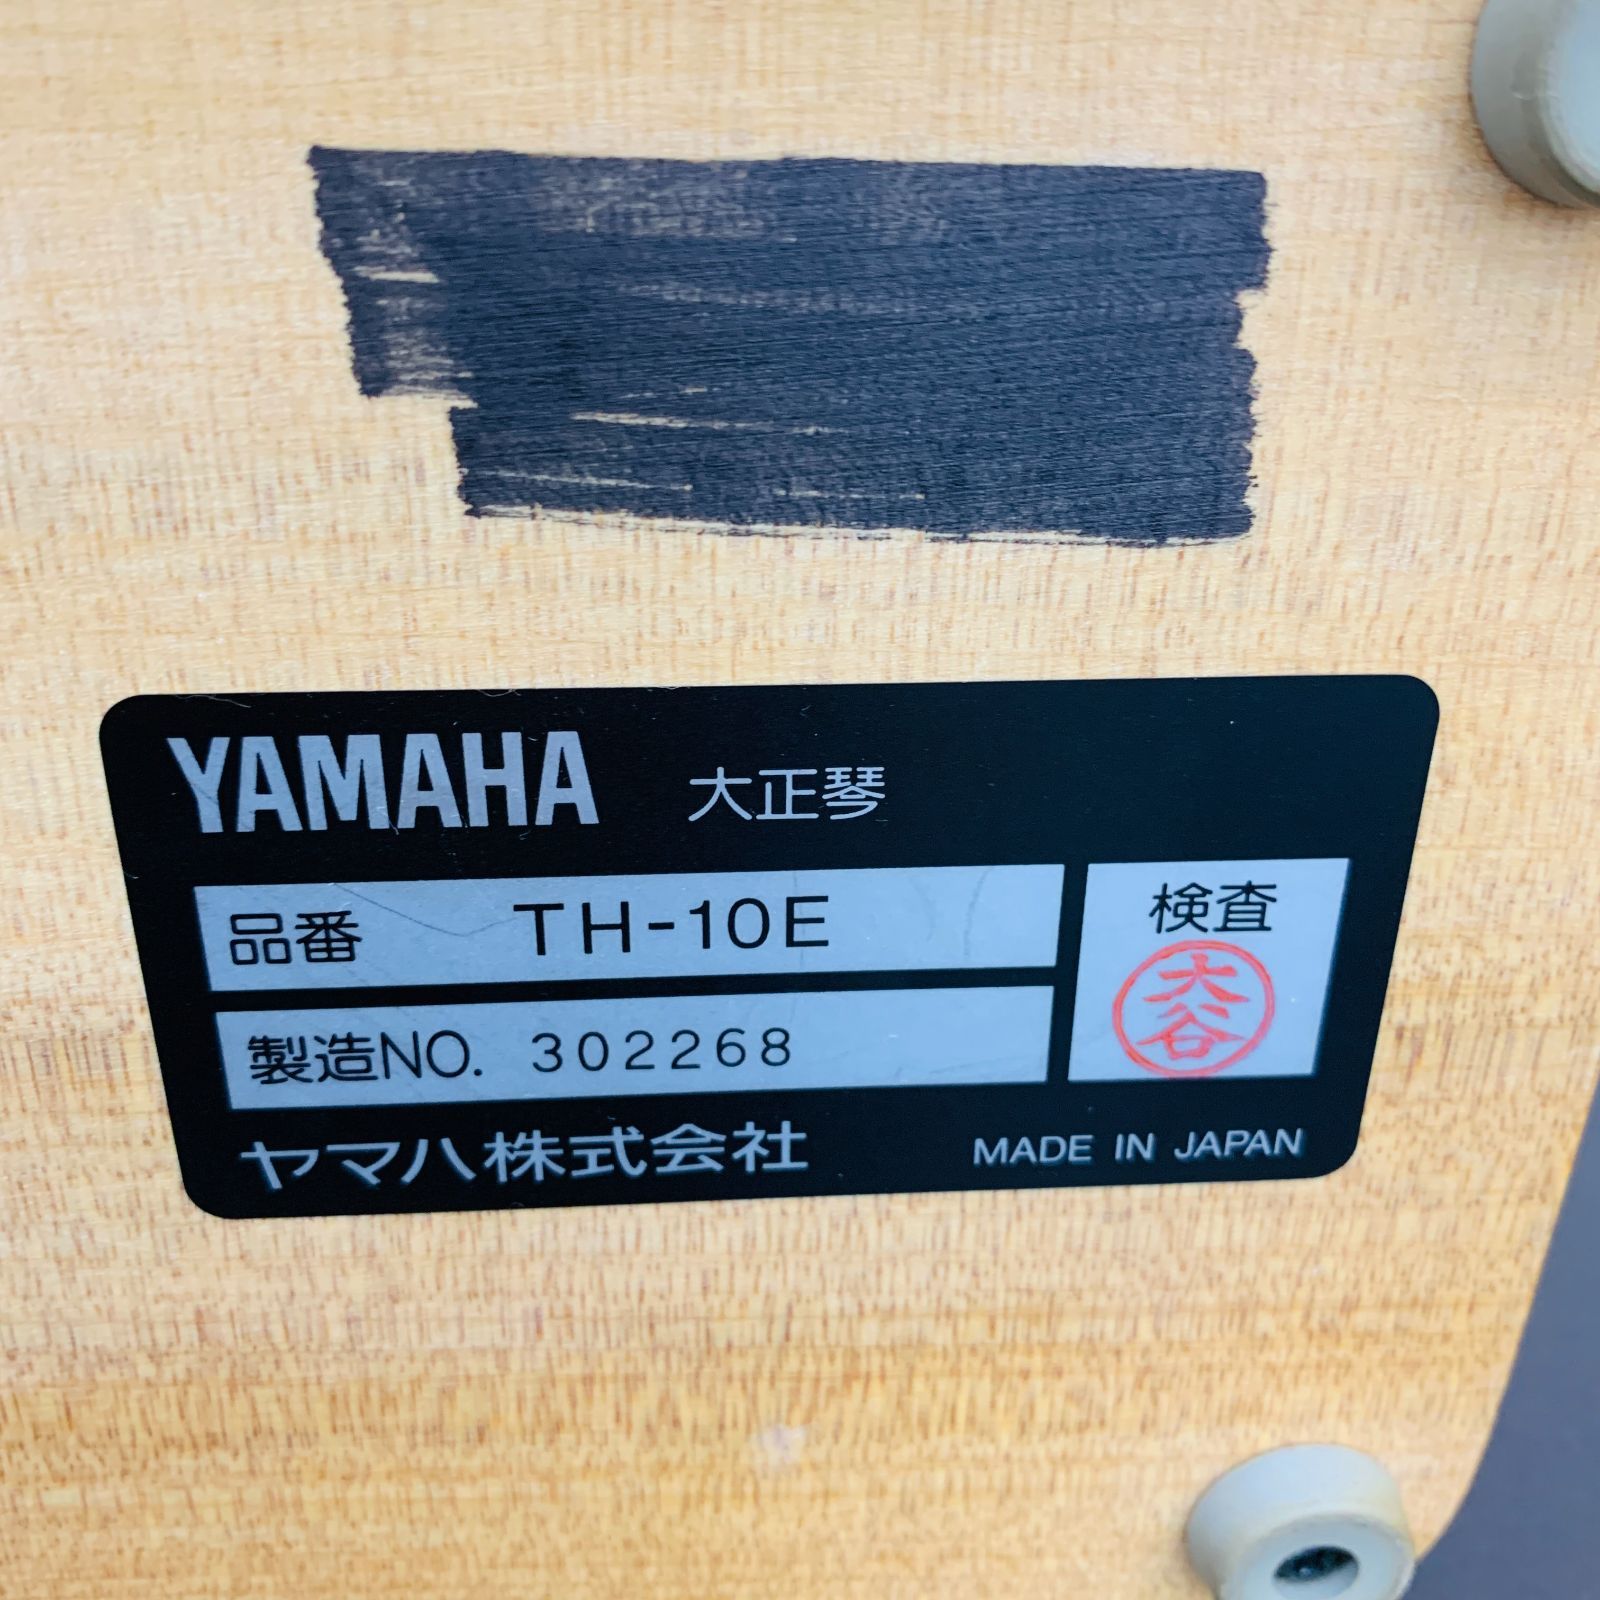 YAMAHA 大正琴
品番 TH-10E
製造NO. 302268
検査
大谷
ヤマハ株式会社 MADE IN JAPAN